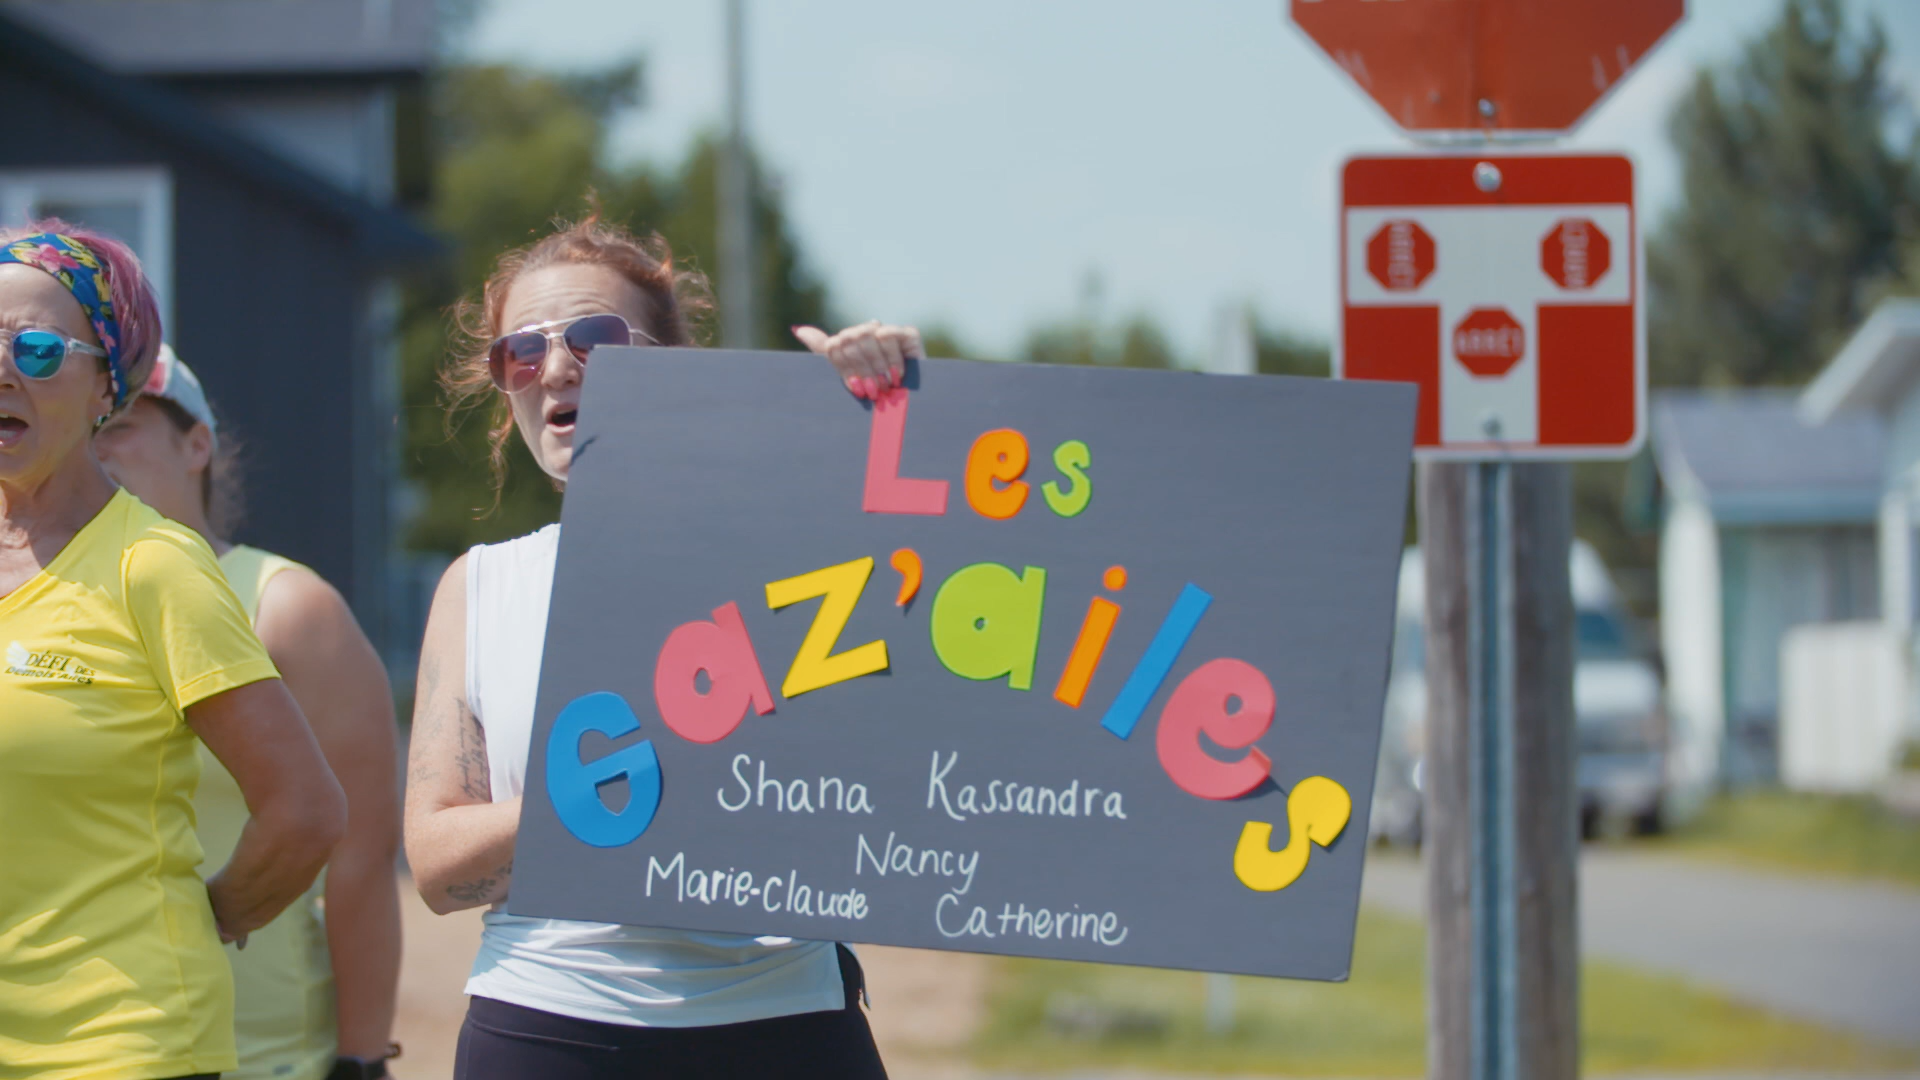 Les
Gaz'ailes
Shana Kassandra
Nancy
Marie-claude Catherine
DÉFI DES
Demois'Ailes
ARRÊT ARRÊT
ARRÊT